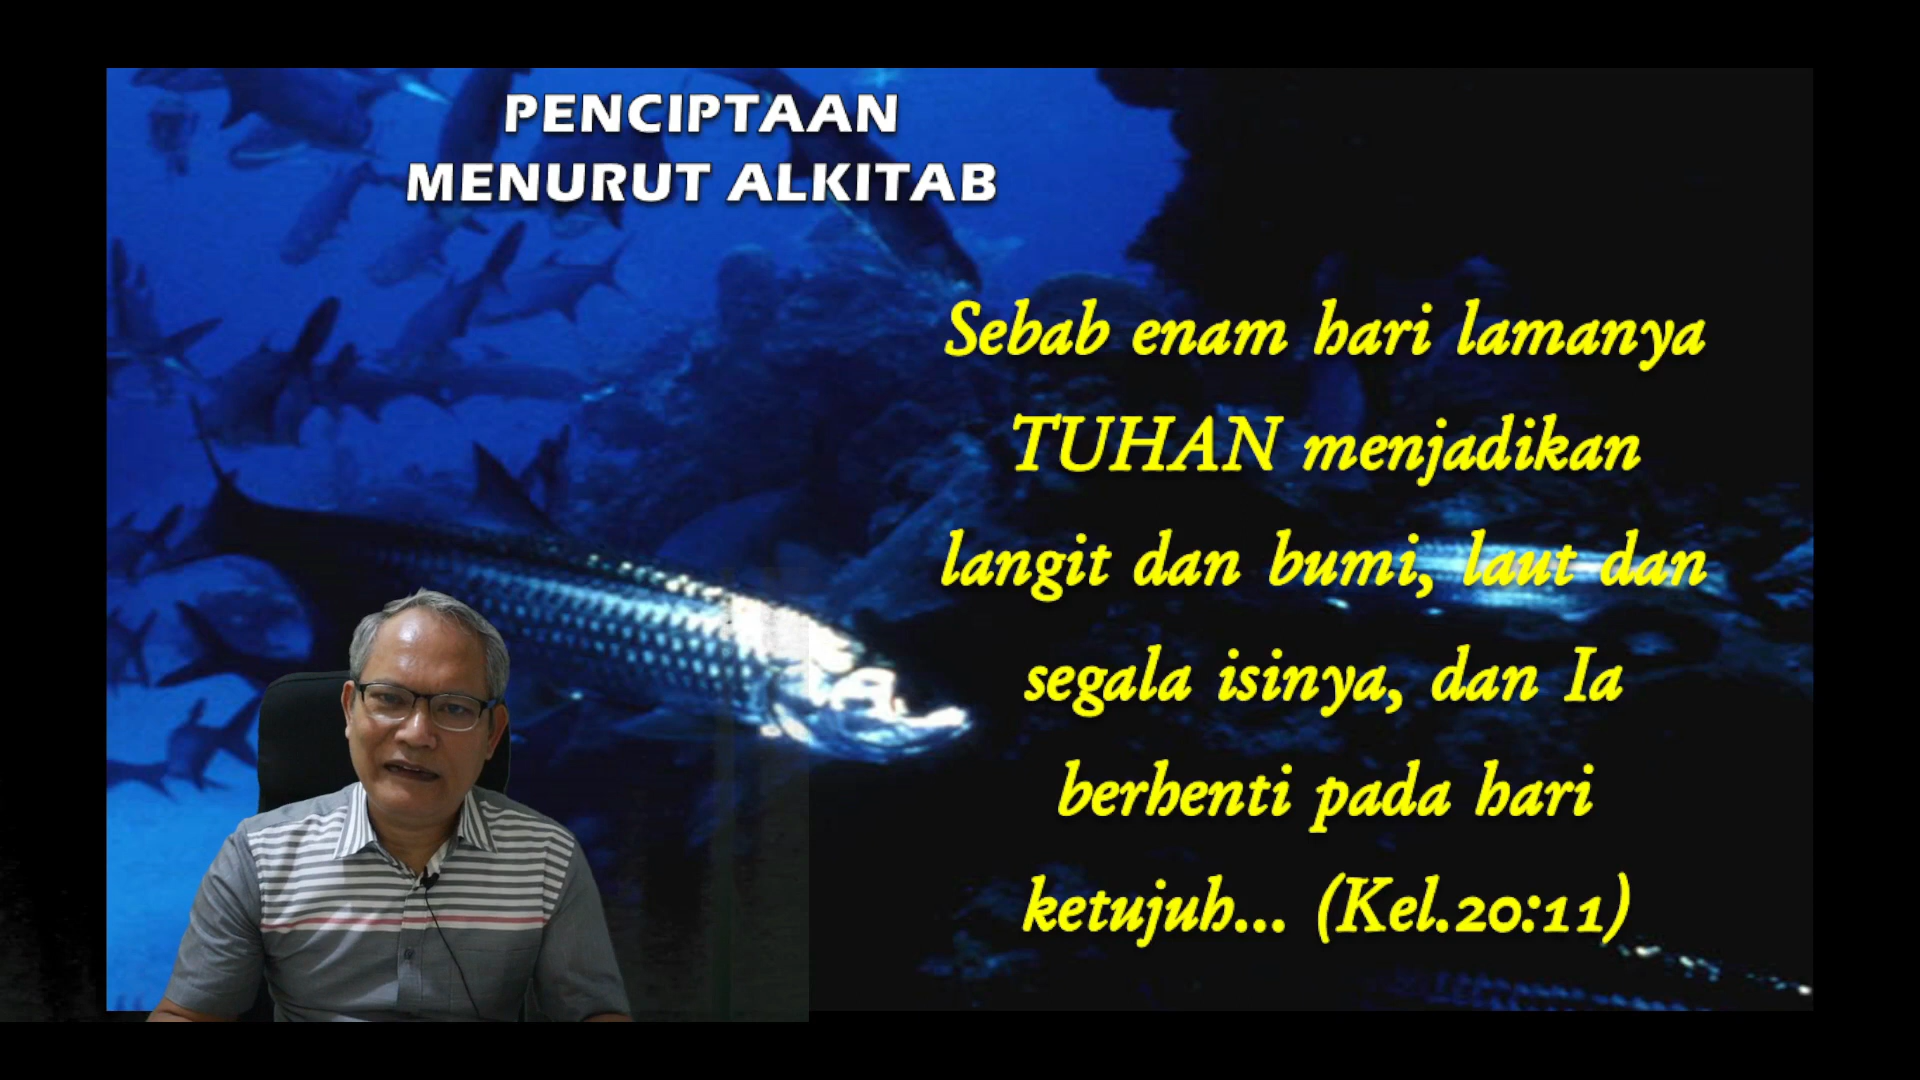 PENCIPTAAN
MENURUT ALKITAB
Sebab enam hari lamanya
TUHAN menjadikan
langit dan bumi, laut dan
segala isinya, dan Ia
berhenti pada hari
ketujuh... (Kel.20:11)